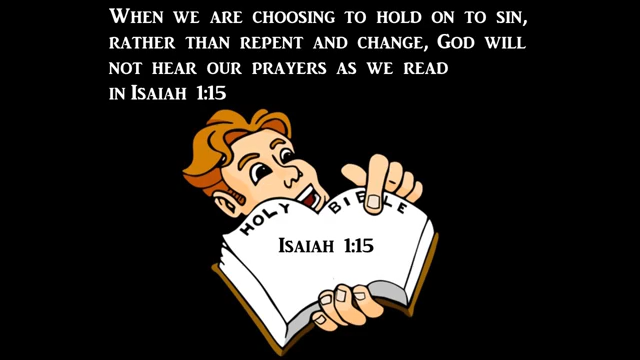 When we are choosing to hold on to sin,
rather than repent and change, God will
not hear our prayers as we read
in Isaiah 1:15
HOLY BIBLE
Isaiah 1:15